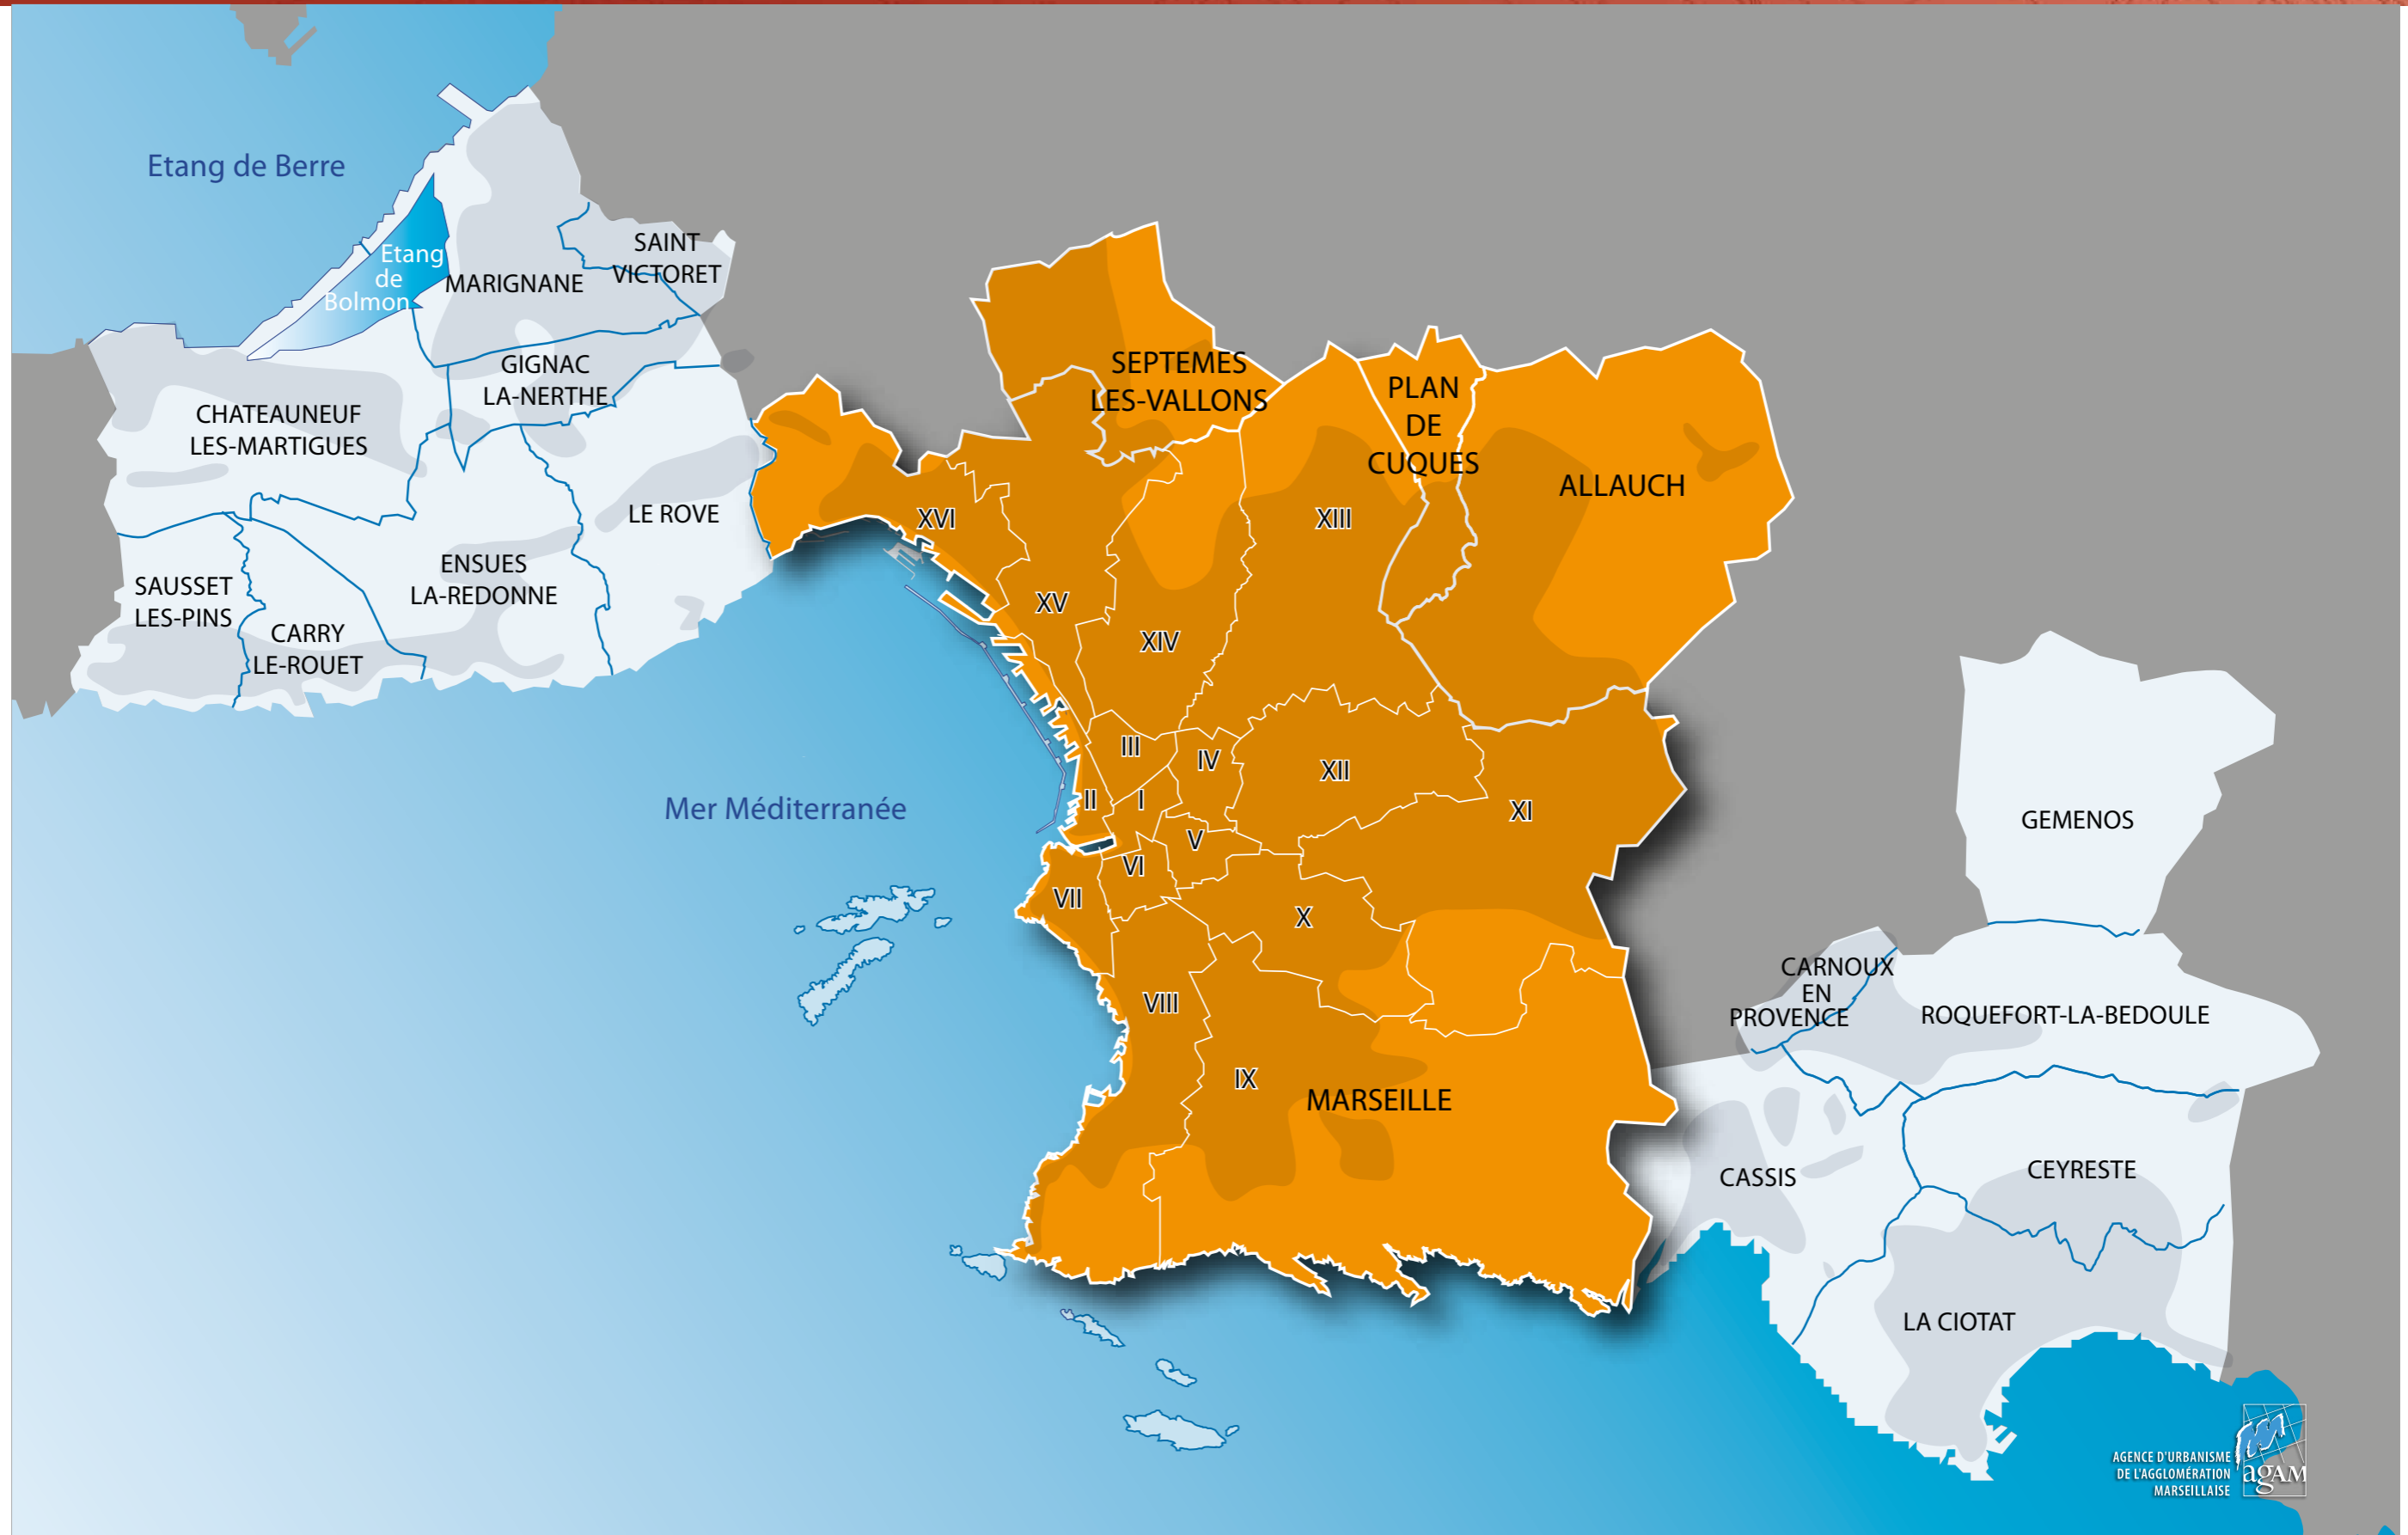 Etang de Berre
Etang
de
Bolmon
MARIGNANE
SAINT
VICTORET
GIGNAC
LA-NERTHE
CHATEAUNEUF
LES-MARTIGUES
LE ROVE
ENSUES
LA-REDONNE
SAUSSET
LES-PINS
CARRY
LE-ROUET
SEPTEMES
LES-VALLONS
PLAN
DE
CUQUES
ALLAUCH
XVI
XIII
XV
XIV
III
IV
XII
II
I
XI
V
VI
VII
X
VIII
IX
MARSEILLE
Mer Méditerranée
GEMENOS
CARNOUX
EN
PROVENCE
ROQUEFORT-LA-BEDOULE
CASSIS
CEYRESTE
LA CIOTAT
AGENCE D'URBANISME
DE L'AGGLOMÉRATION
MARSEILLAISE
agAM